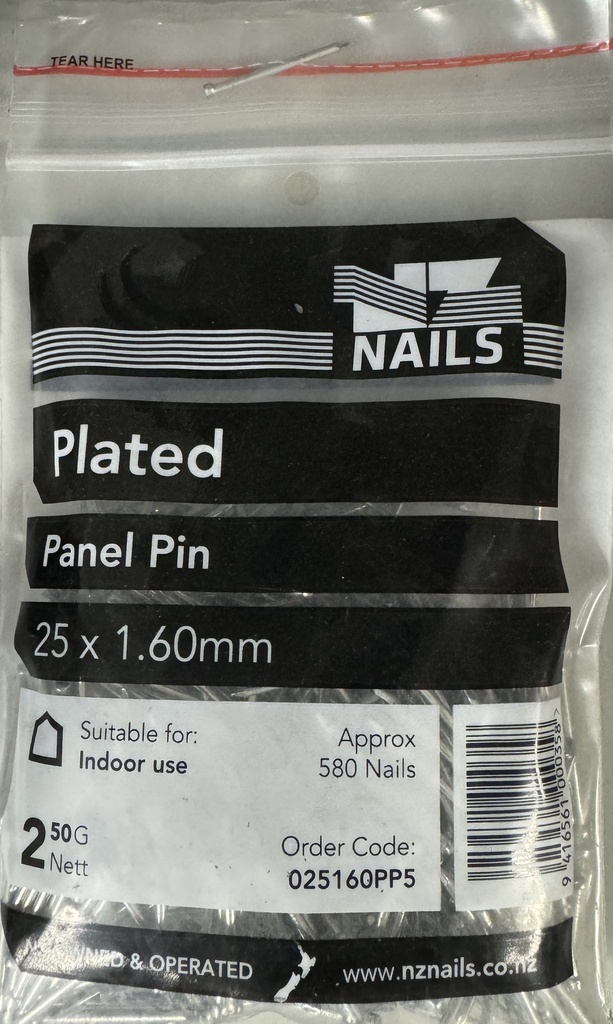 TEAR HERE
NZ
NAILS
Plated
Panel Pin
25 x 1.60mm
Suitable for:
Indoor use
Approx
580 Nails
250G
Nett
Order Code:
025160PP5
9 416561 000358 >
OWNED & OPERATED
www.nznails.co.nz